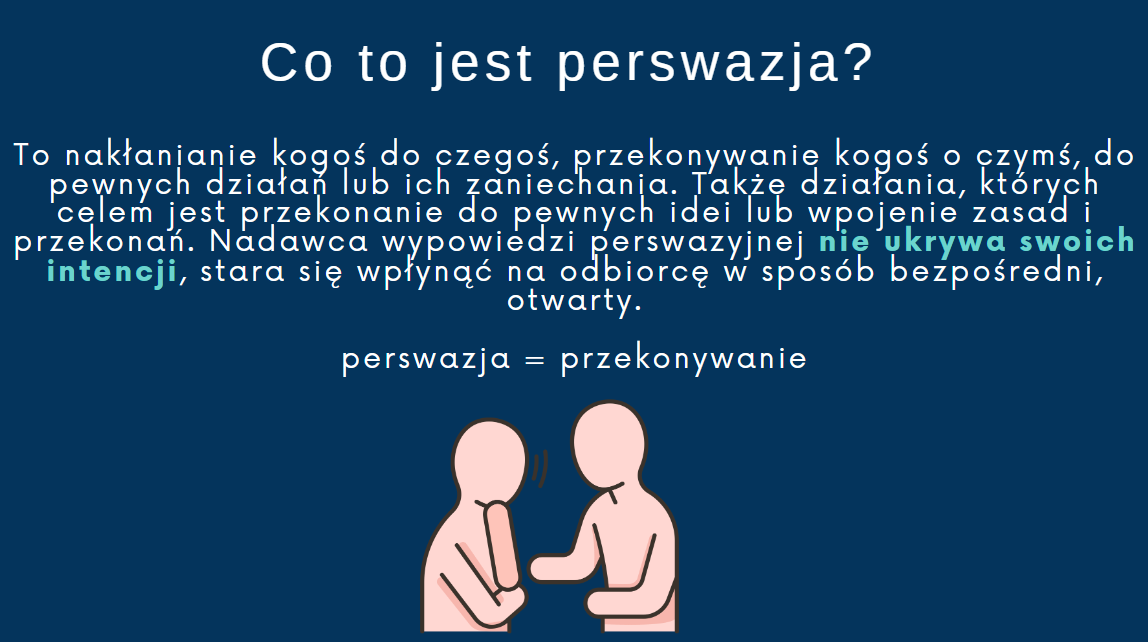 Co to jest perswazja?
To nakłanianie kogoś do czegoś, przekonywanie kogoś o czymś, do
pewnych działań lub ich zaniechania. Także działania, których
celem jest przekonanie do pewnych idei lub wpojenie zasad i
przekonań. Nadawca wypowiedzi perswazyjnej nie ukrywa swoich
intencji, stara się wpłynąć na odbiorcę w sposób bezpośredni,
otwarty.
perswazja = przekonywanie